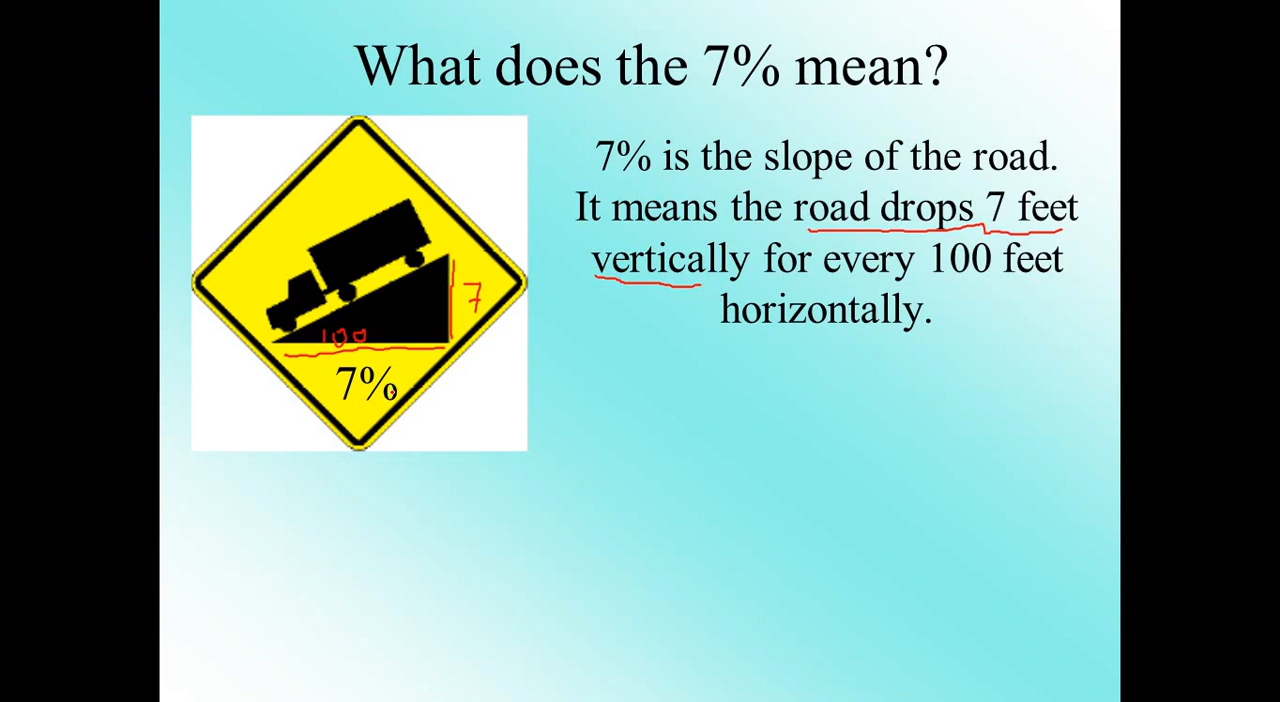 What does the 7% mean?
7% is the slope of the road.
It means the road drops 7 feet
vertically for every 100 feet
horizontally.
7
100
7%